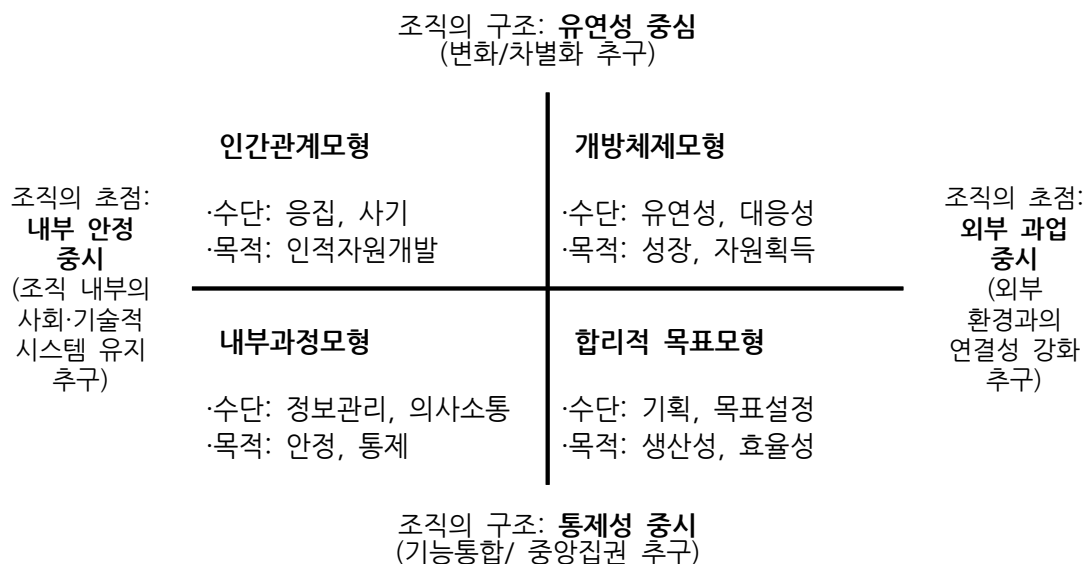 조직의 구조: 유연성 중심
(변화/차별화 추구)
인간관계모형
·수단: 응집, 사기
·목적: 인적자원개발
개방체제모형
·수단: 유연성, 대응성
·목적: 성장, 자원획득
조직의 초점:
내부 안정
중시
(조직 내부의
사회·기술적
시스템 유지
추구)
조직의 초점:
외부 과업
중시
(외부
환경과의
연결성 강화
추구)
내부과정모형
·수단: 정보관리, 의사소통
·목적: 안정, 통제
합리적 목표모형
·수단: 기획, 목표설정
·목적: 생산성, 효율성
조직의 구조: 통제성 중시
(기능통합/ 중앙집권 추구)